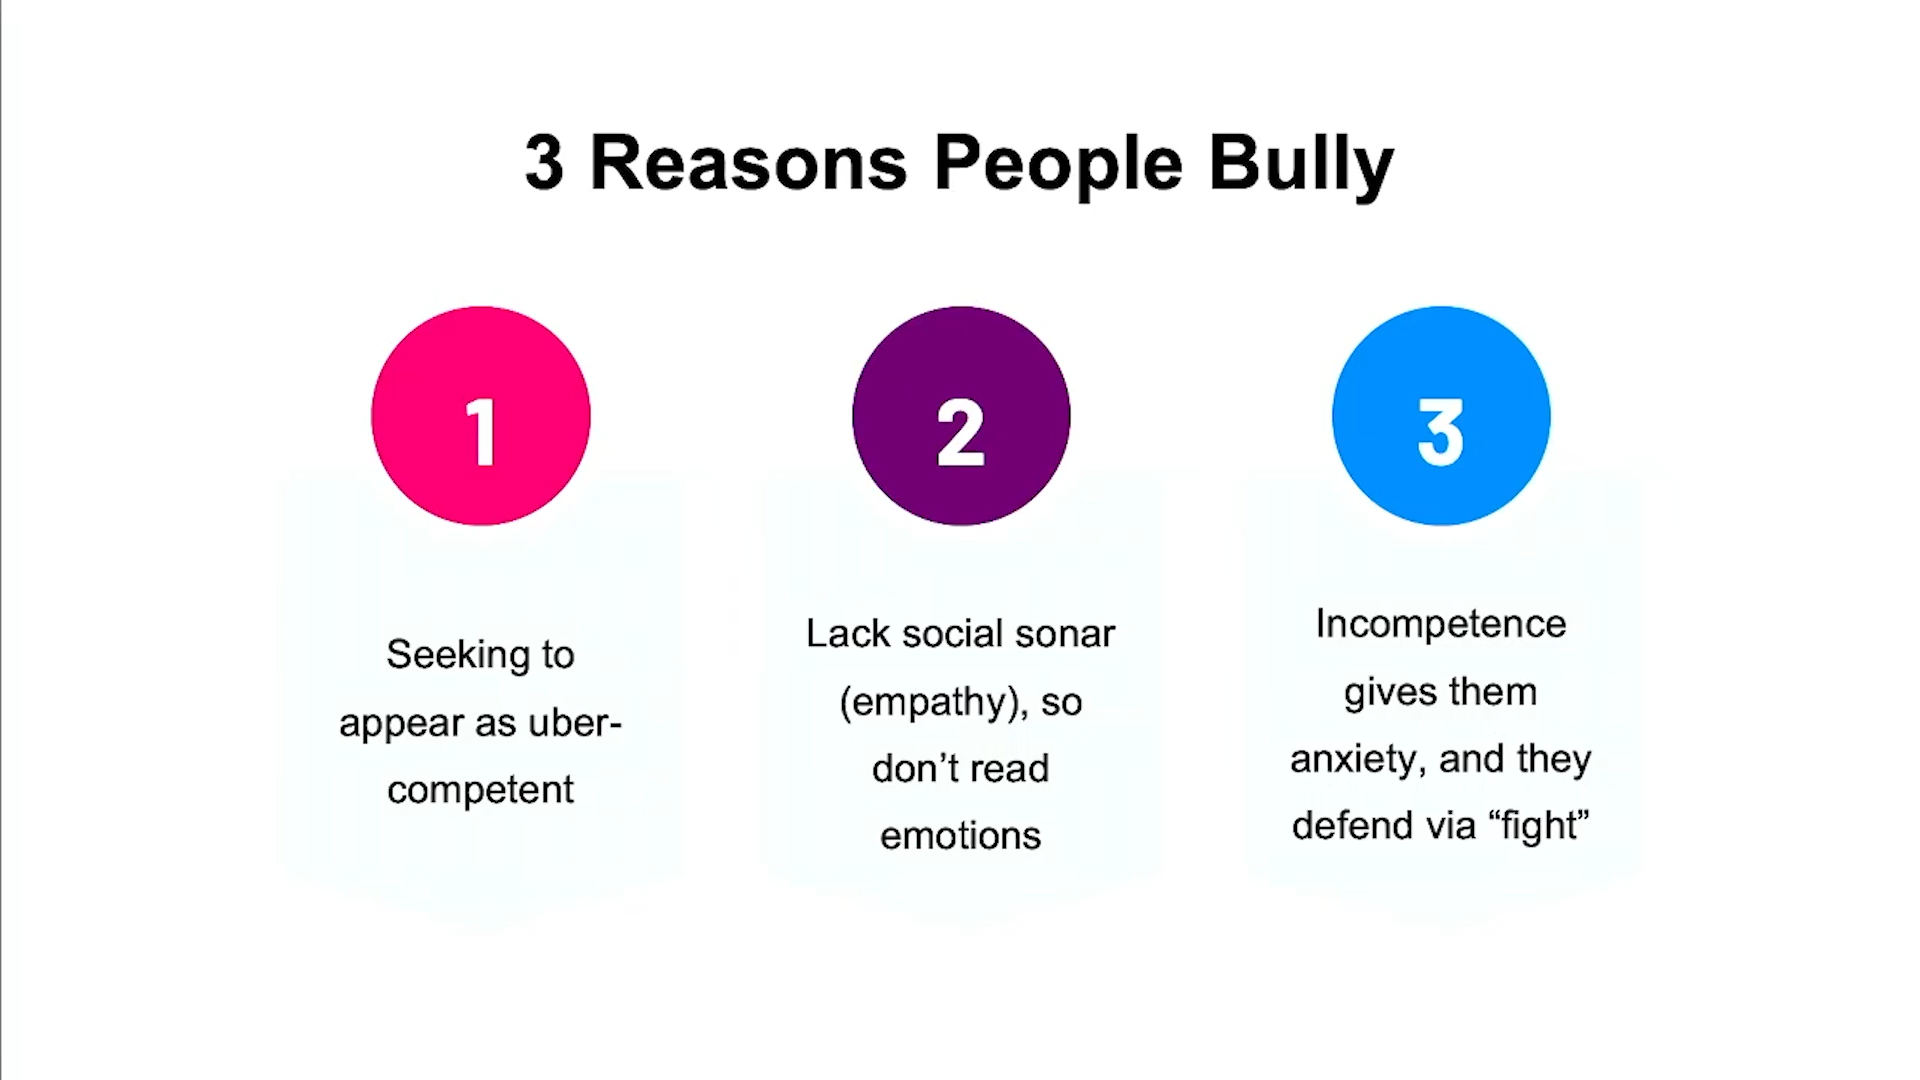 3 Reasons People Bully
1
Seeking to
appear as uber-
competent
2
Lack social sonar
(empathy), so
don’t read
emotions
3
Incompetence
gives them
anxiety, and they
defend via “fight”